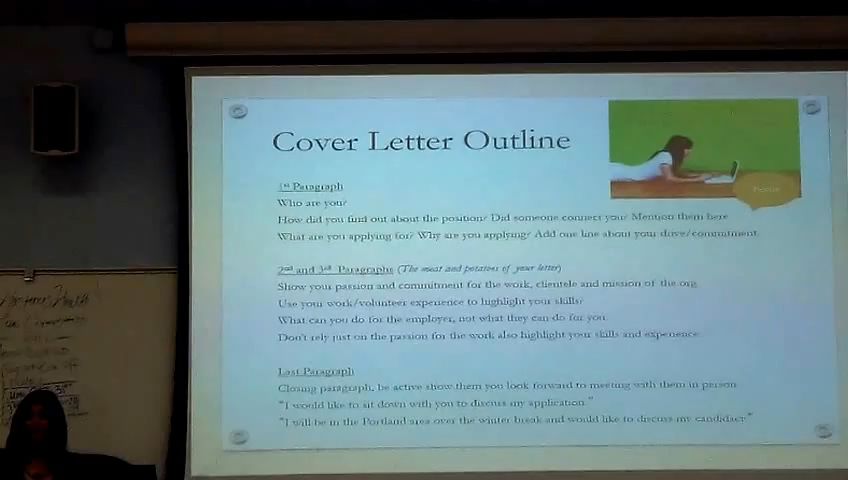 Cover Letter Outline
1st Paragraph
Who are you?
How did you find out about the position? Did someone connect you? Mention them here
What are you applying for? Why are you applying? Add one line about your drive/commitment.
2nd and 3rd Paragraphs (The meat and potatoes of your letter)
Show your passion and commitment for the work, clientele and mission of the org
Use your work/volunteer experience to highlight your skills?
What can you do for the employer, not what they can do for you.
Don't rely just on the passion for the work also highlight your skills and experience.
Last Paragraph
Closing paragraph, be active show them you look forward to meeting with them in person.
"I would like to sit down with you to discuss my application."
"I will be in the Portland area over the winter break and would like to discuss my candidacy"